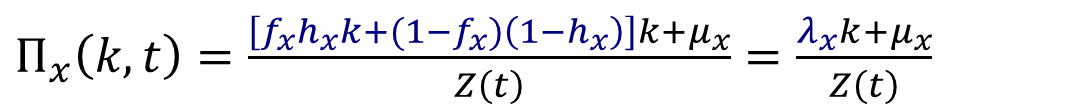 Π_x(k, t) = [f_x h_x k+(1−f_x)(1−h_x)]k+μ_x / Z(t) = λ_x k+μ_x / Z(t)